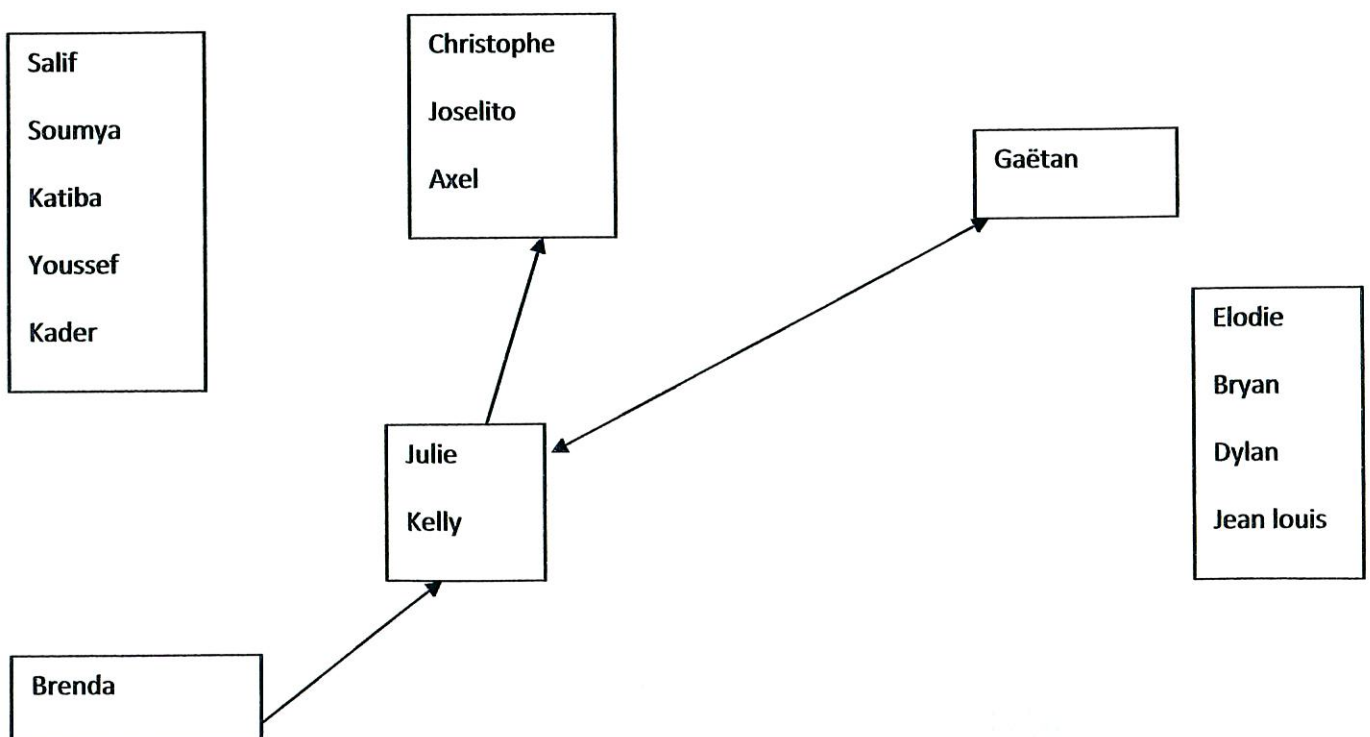 Salif
Soumya
Katiba
Youssef
Kader
Christophe
Joselito
Axel
Gaëtan
Elodie
Bryan
Dylan
Jean louis
Julie
Kelly
Brenda